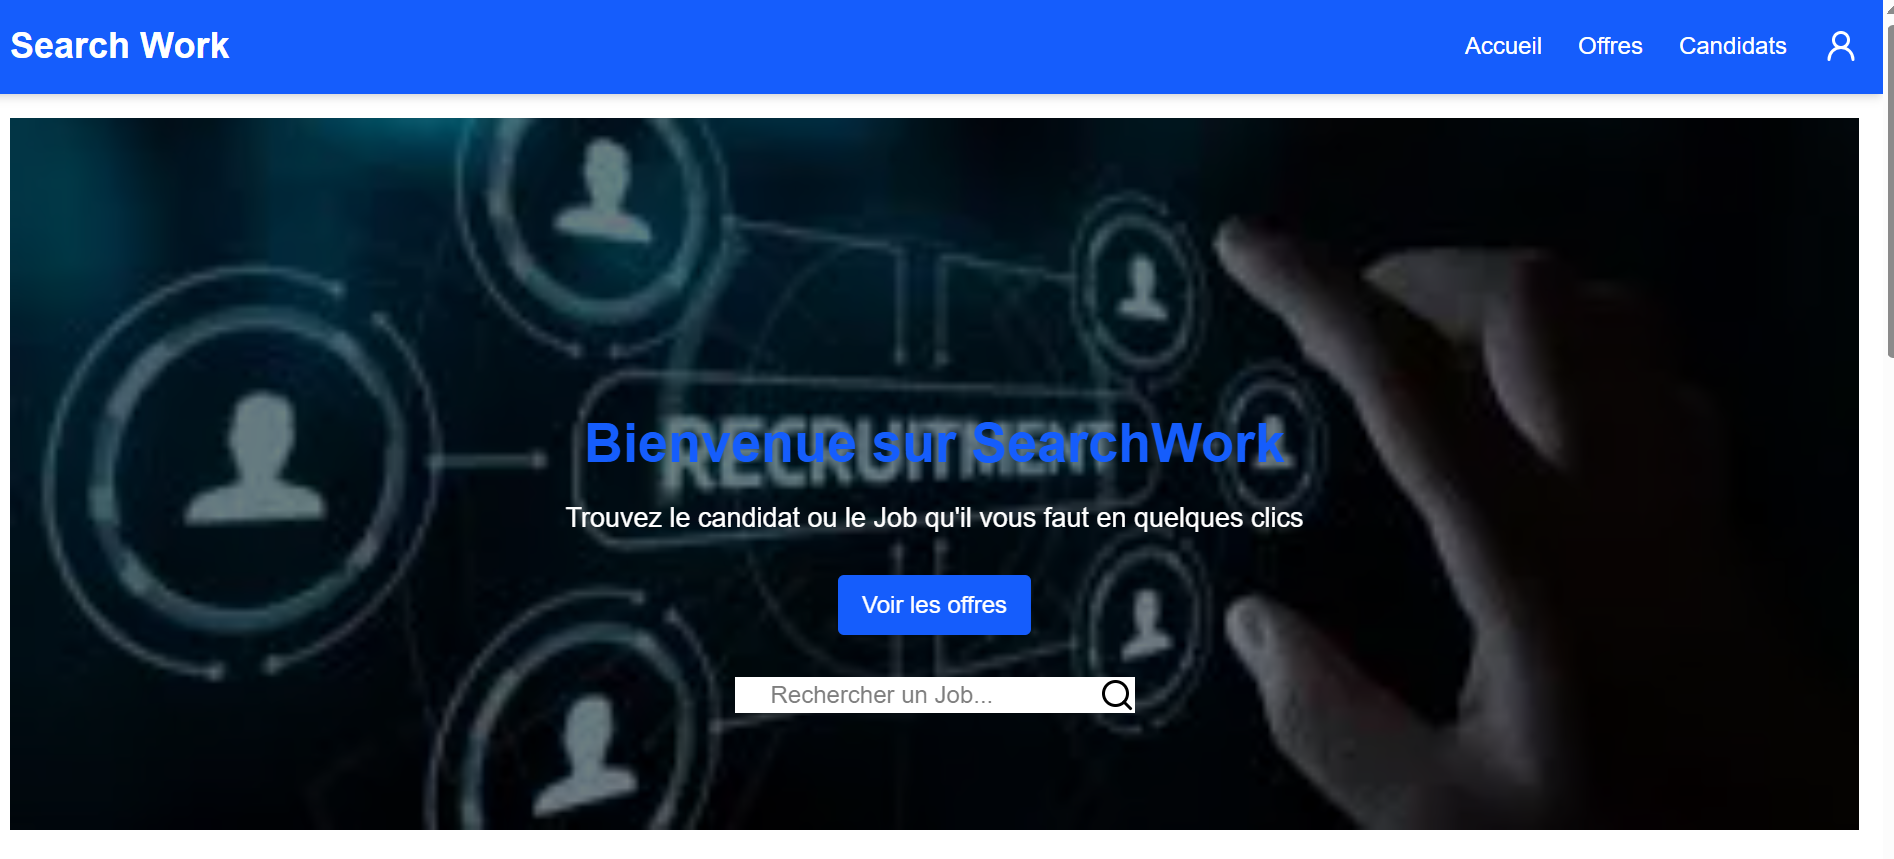 Search Work
Accueil Offres Candidats
RECRUITMENT
Bienvenue sur SearchWork
Trouvez le candidat ou le Job qu'il vous faut en quelques clics
Voir les offres
Rechercher un Job...